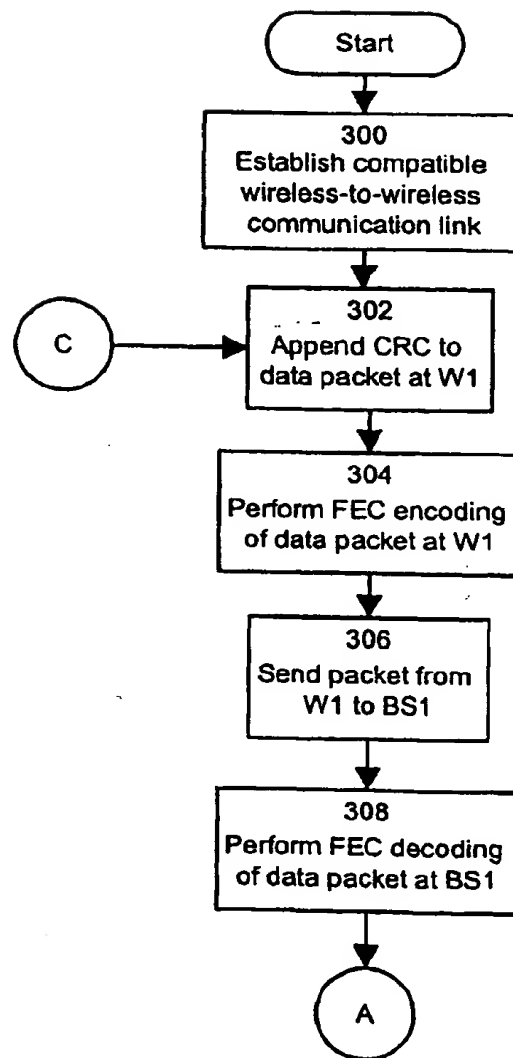 Start
300
Establish compatible
wireless-to-wireless
communication link
C
302
Append CRC to
data packet at W1
304
Perform FEC encoding
of data packet at W1
306
Send packet from
W1 to BS1
308
Perform FEC decoding
of data packet at BS1
A